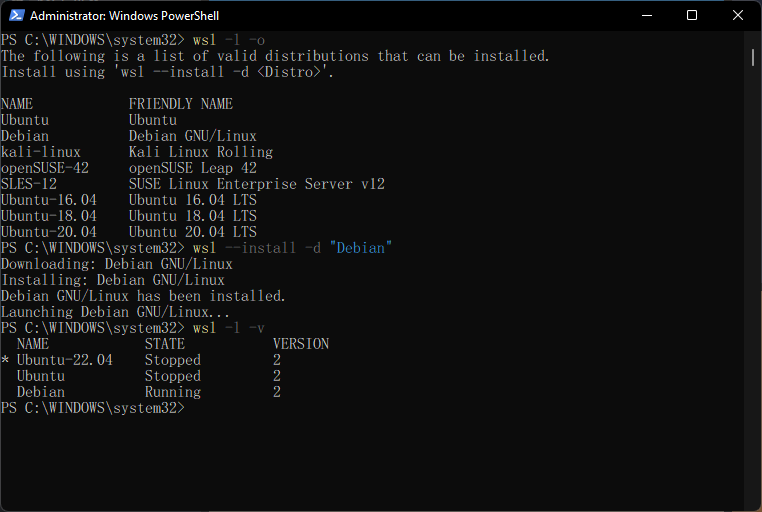 Administrator: Windows PowerShell
PS C:\WINDOWS\system32> wsl -l -o
The following is a list of valid distributions that can be installed.
Install using 'wsl --install -d <Distro>'.
NAME            FRIENDLY NAME
Ubuntu          Ubuntu
Debian          Debian GNU/Linux
kali-linux      Kali Linux Rolling
openSUSE-42     openSUSE Leap 42
SLES-12         SUSE Linux Enterprise Server v12
Ubuntu-16.04    Ubuntu 16.04 LTS
Ubuntu-18.04    Ubuntu 18.04 LTS
Ubuntu-20.04    Ubuntu 20.04 LTS
PS C:\WINDOWS\system32> wsl --install -d "Debian"
Downloading: Debian GNU/Linux
Installing: Debian GNU/Linux
Debian GNU/Linux has been installed.
Launching Debian GNU/Linux...
PS C:\WINDOWS\system32> wsl -l -v
  NAME            STATE           VERSION
* Ubuntu-22.04    Stopped         2
  Ubuntu          Stopped         2
  Debian          Running         2
PS C:\WINDOWS\system32>